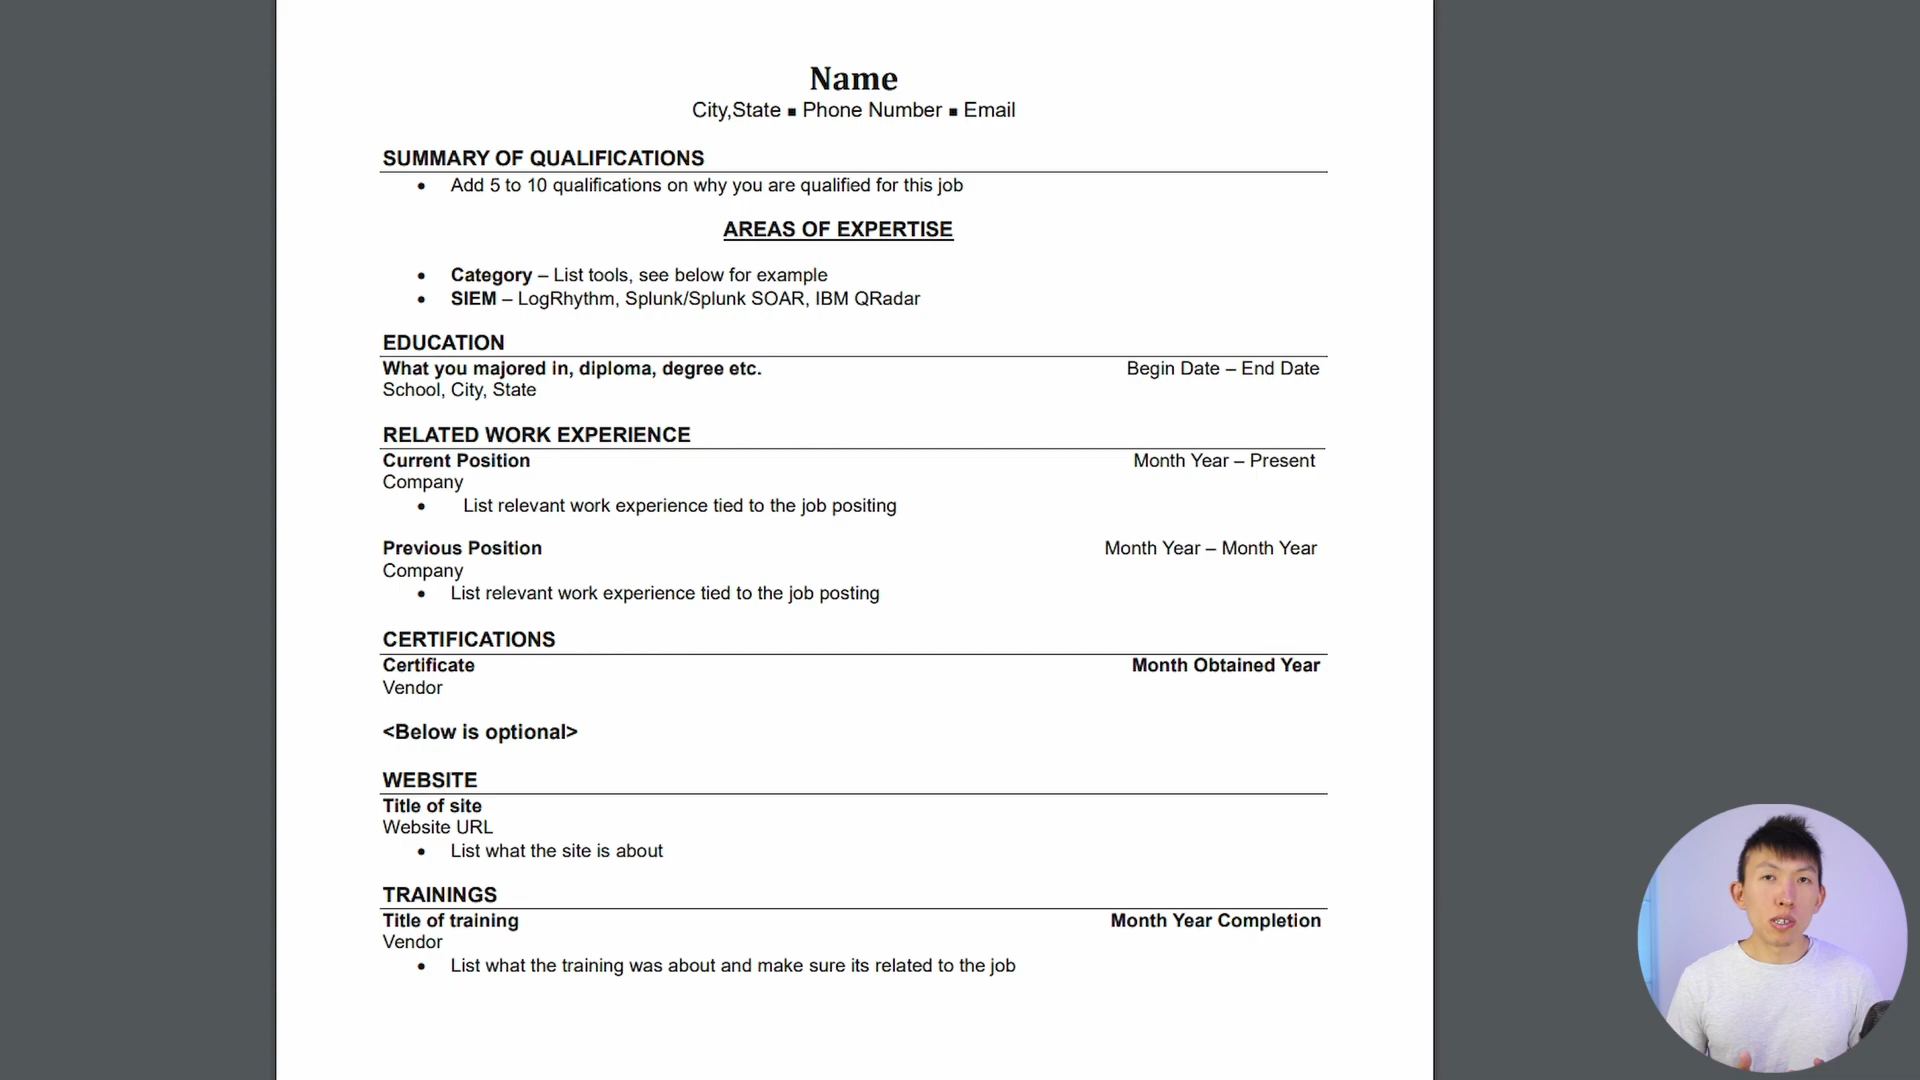 Name
City,State ▪ Phone Number ▪ Email
SUMMARY OF QUALIFICATIONS
• Add 5 to 10 qualifications on why you are qualified for this job
AREAS OF EXPERTISE
• Category – List tools, see below for example
• SIEM – LogRhythm, Splunk/Splunk SOAR, IBM QRadar
EDUCATION
What you majored in, diploma, degree etc. Begin Date – End Date
School, City, State
RELATED WORK EXPERIENCE
Current Position Month Year – Present
Company
• List relevant work experience tied to the job positing
Previous Position Month Year – Month Year
Company
• List relevant work experience tied to the job posting
CERTIFICATIONS
Certificate Month Obtained Year
Vendor
<Below is optional>
WEBSITE
Title of site
Website URL
• List what the site is about
TRAININGS
Title of training Month Year Completion
Vendor
• List what the training was about and make sure its related to the job